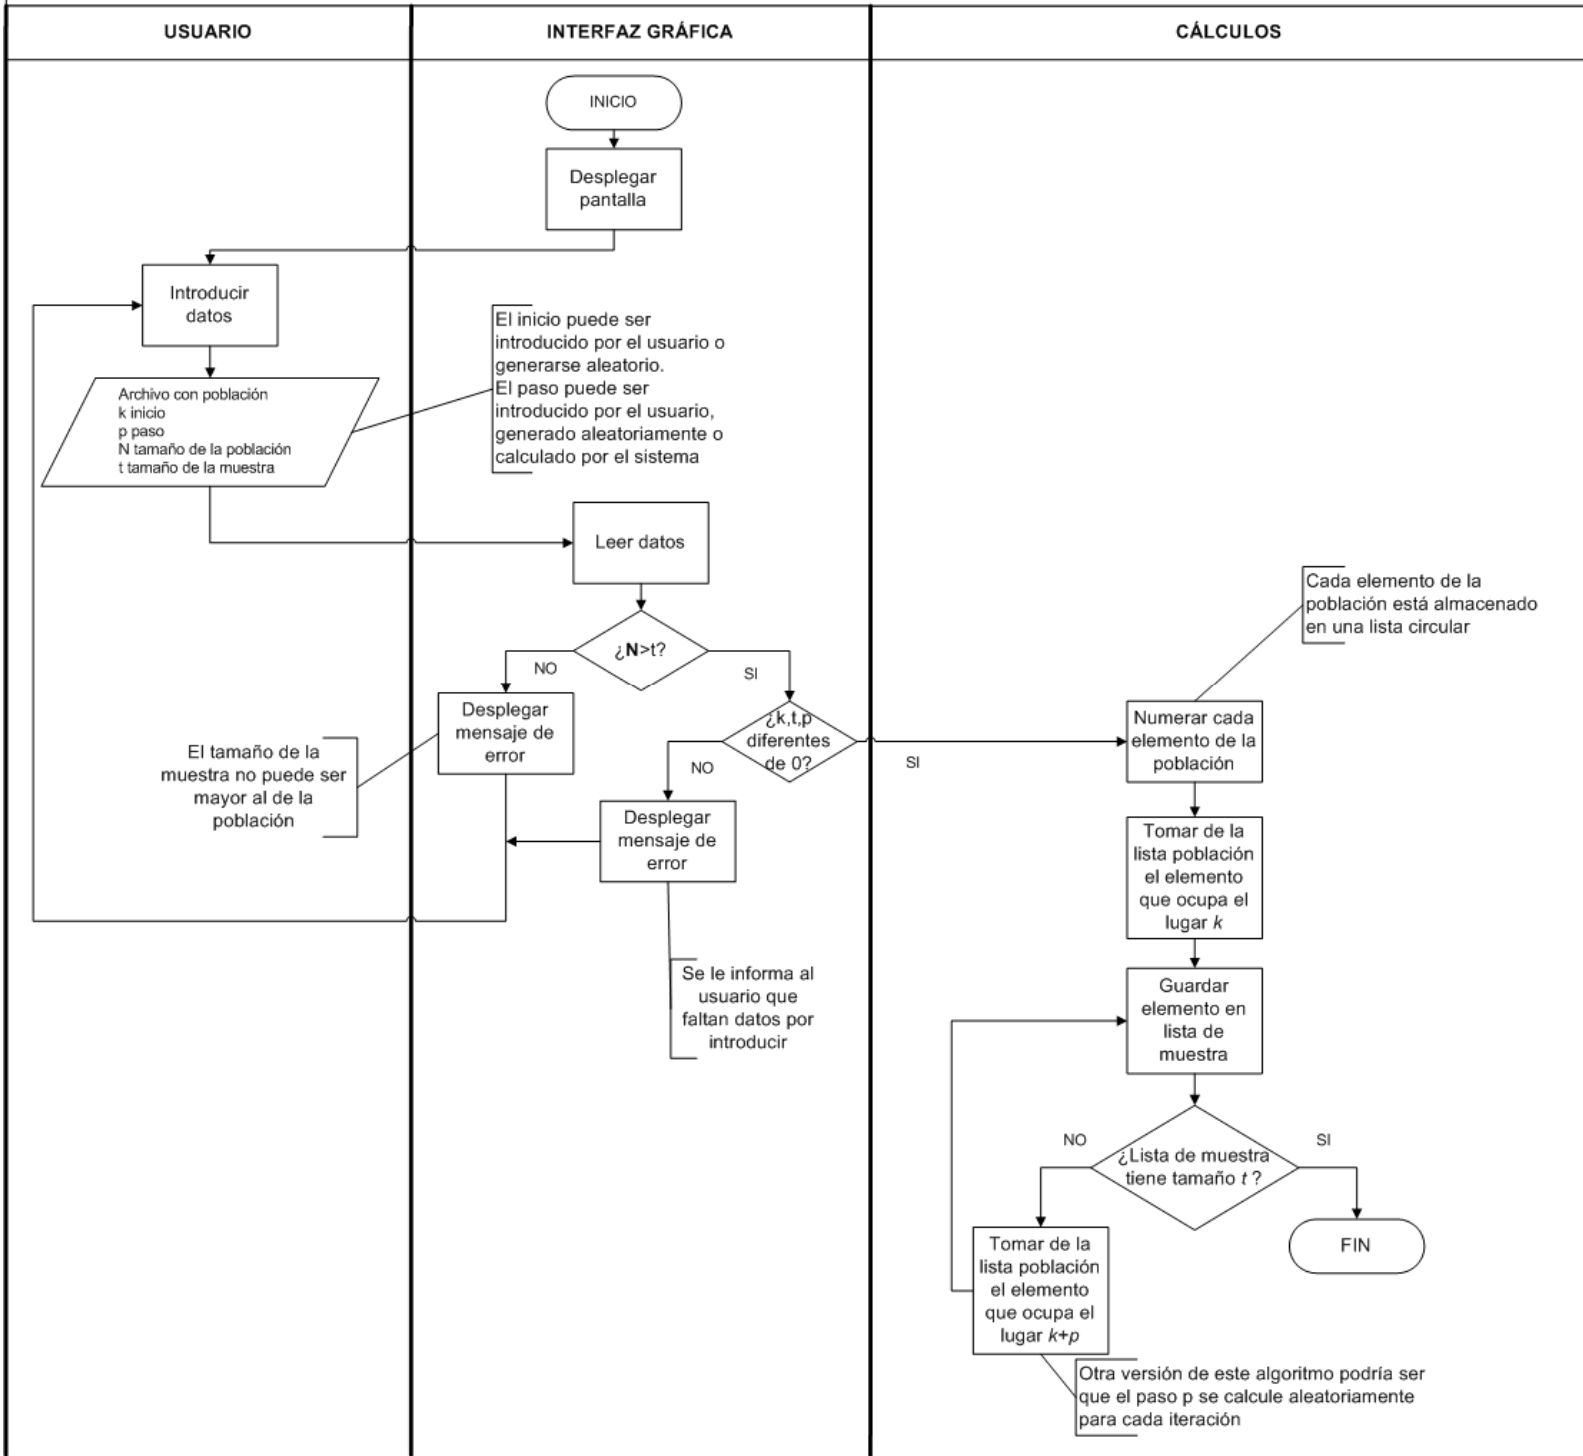 USUARIO
INTERFAZ GRÁFICA
CÁLCULOS
INICIO
Desplegar
pantalla
Introducir
datos
El inicio puede ser
introducido por el usuario o
generarse aleatorio.
El paso puede ser
introducido por el usuario,
generado aleatoriamente o
calculado por el sistema
Archivo con población
k inicio
p paso
N tamaño de la población
t tamaño de la muestra
Leer datos
¿N>t?
NO
SI
Desplegar
mensaje de
error
El tamaño de la
muestra no puede ser
mayor al de la
población
¿k,t,p
diferentes
de 0?
NO
SI
Desplegar
mensaje de
error
Se le informa al
usuario que
faltan datos por
introducir
Cada elemento de la
población está almacenado
en una lista circular
Numerar cada
elemento de la
población
Tomar de la
lista población
el elemento
que ocupa el
lugar k
Guardar
elemento en
lista de
muestra
¿Lista de muestra
tiene tamaño t ?
NO
SI
FIN
Tomar de la
lista población
el elemento
que ocupa el
lugar k+p
Otra versión de este algoritmo podría ser
que el paso p se calcule aleatoriamente
para cada iteración